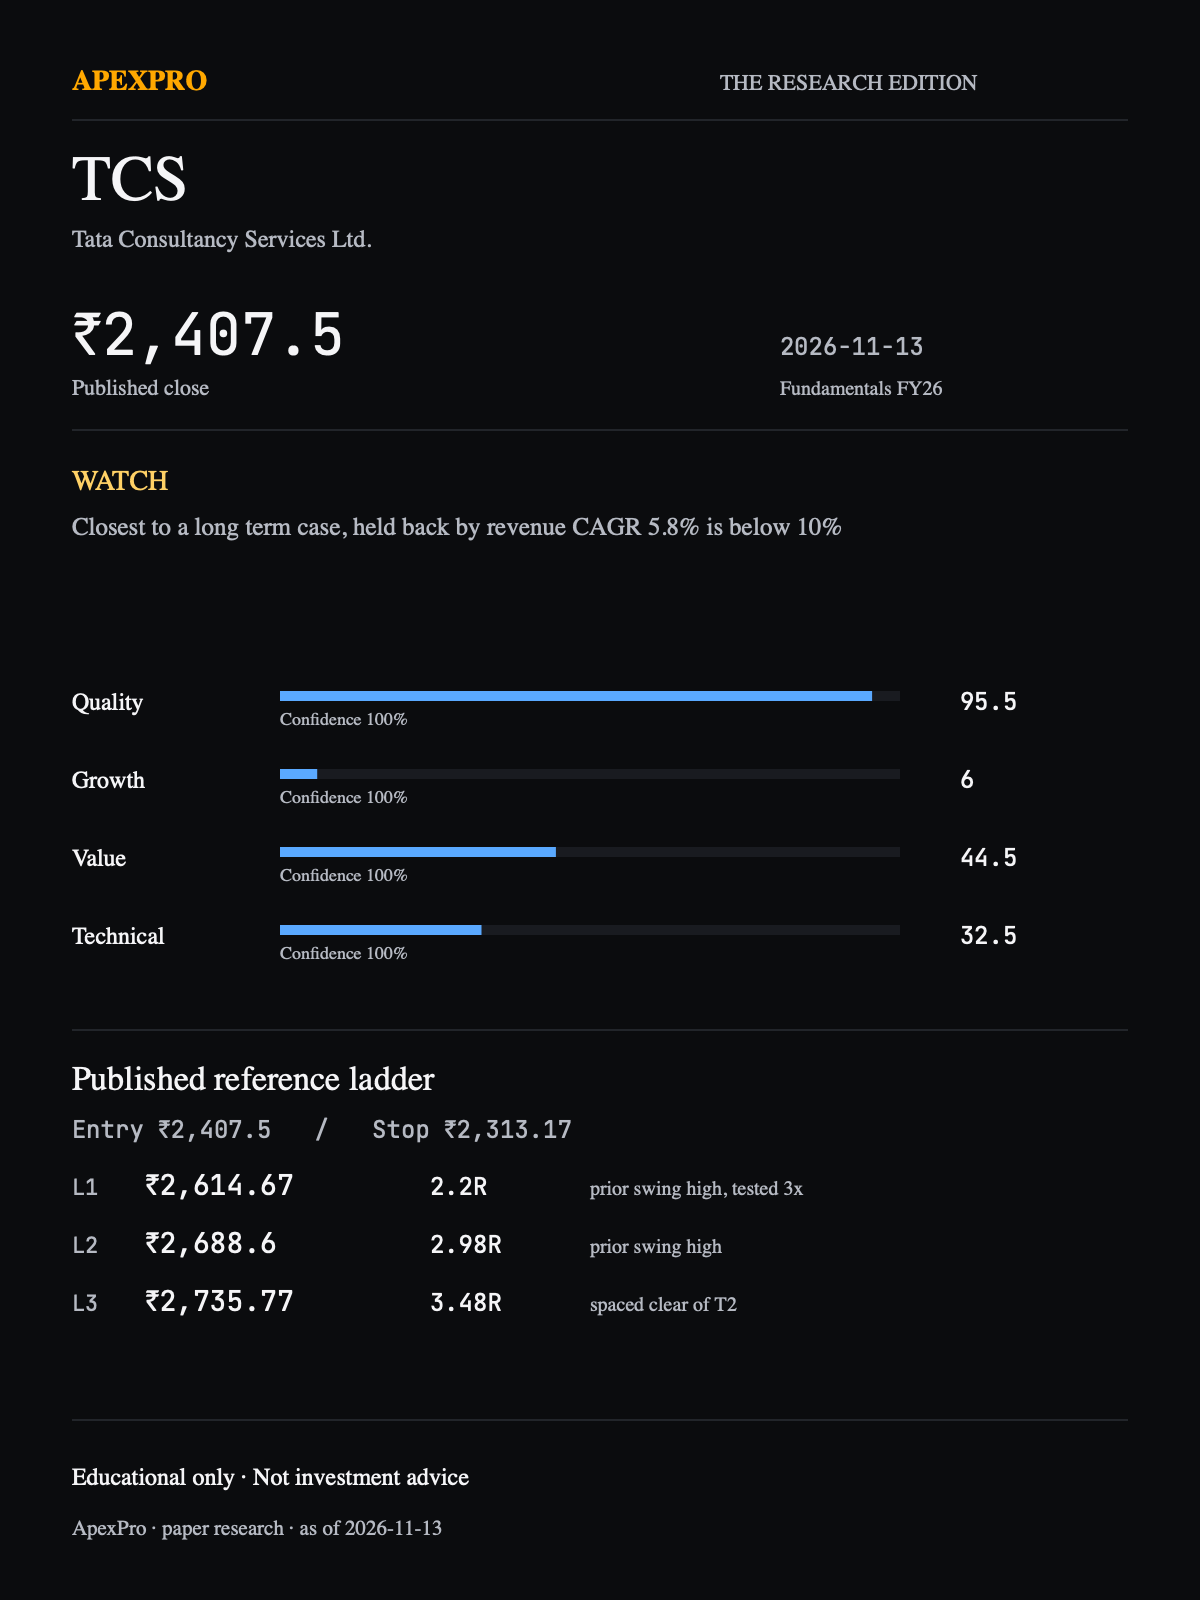 APEXPRO
THE RESEARCH EDITION
TCS
Tata Consultancy Services Ltd.
₹2,407.5
2026-11-13
Published close
Fundamentals FY26
WATCH
Closest to a long term case, held back by revenue CAGR 5.8% is below 10%
Quality
95.5
Confidence 100%
Growth
6
Confidence 100%
Value
44.5
Confidence 100%
Technical
32.5
Confidence 100%
Published reference ladder
Entry ₹2,407.5 / Stop ₹2,313.17
L1 ₹2,614.67 2.2R prior swing high, tested 3x
L2 ₹2,688.6 2.98R prior swing high
L3 ₹2,735.77 3.48R spaced clear of T2
Educational only · Not investment advice
ApexPro · paper research · as of 2026-11-13